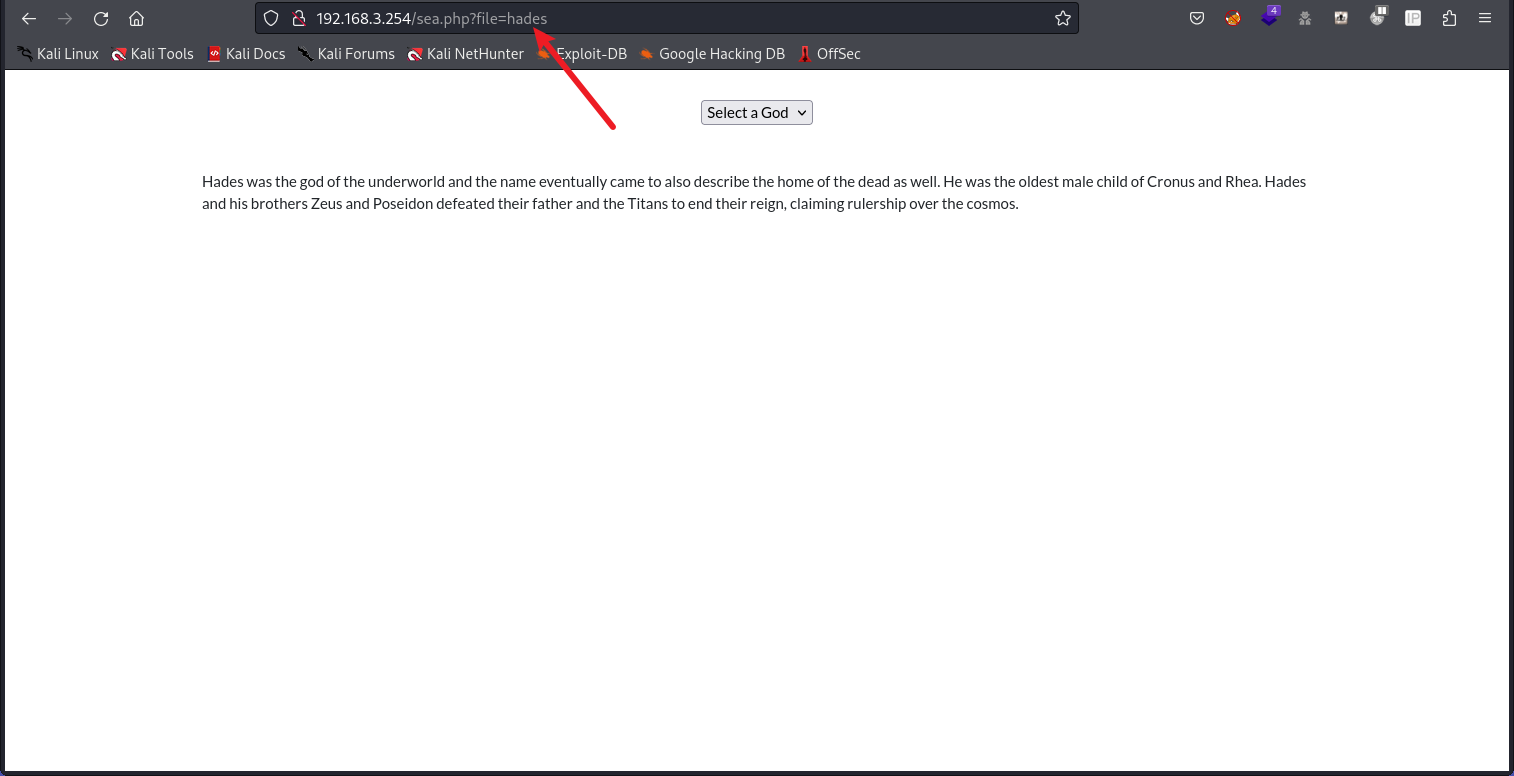 192.168.3.254/sea.php?file=hades
4
IP
Kali Linux Kali Tools Kali Docs Kali Forums Kali NetHunter Exploit-DB Google Hacking DB OffSec
Select a God
Hades was the god of the underworld and the name eventually came to also describe the home of the dead as well. He was the oldest male child of Cronus and Rhea. Hades
and his brothers Zeus and Poseidon defeated their father and the Titans to end their reign, claiming rulership over the cosmos.